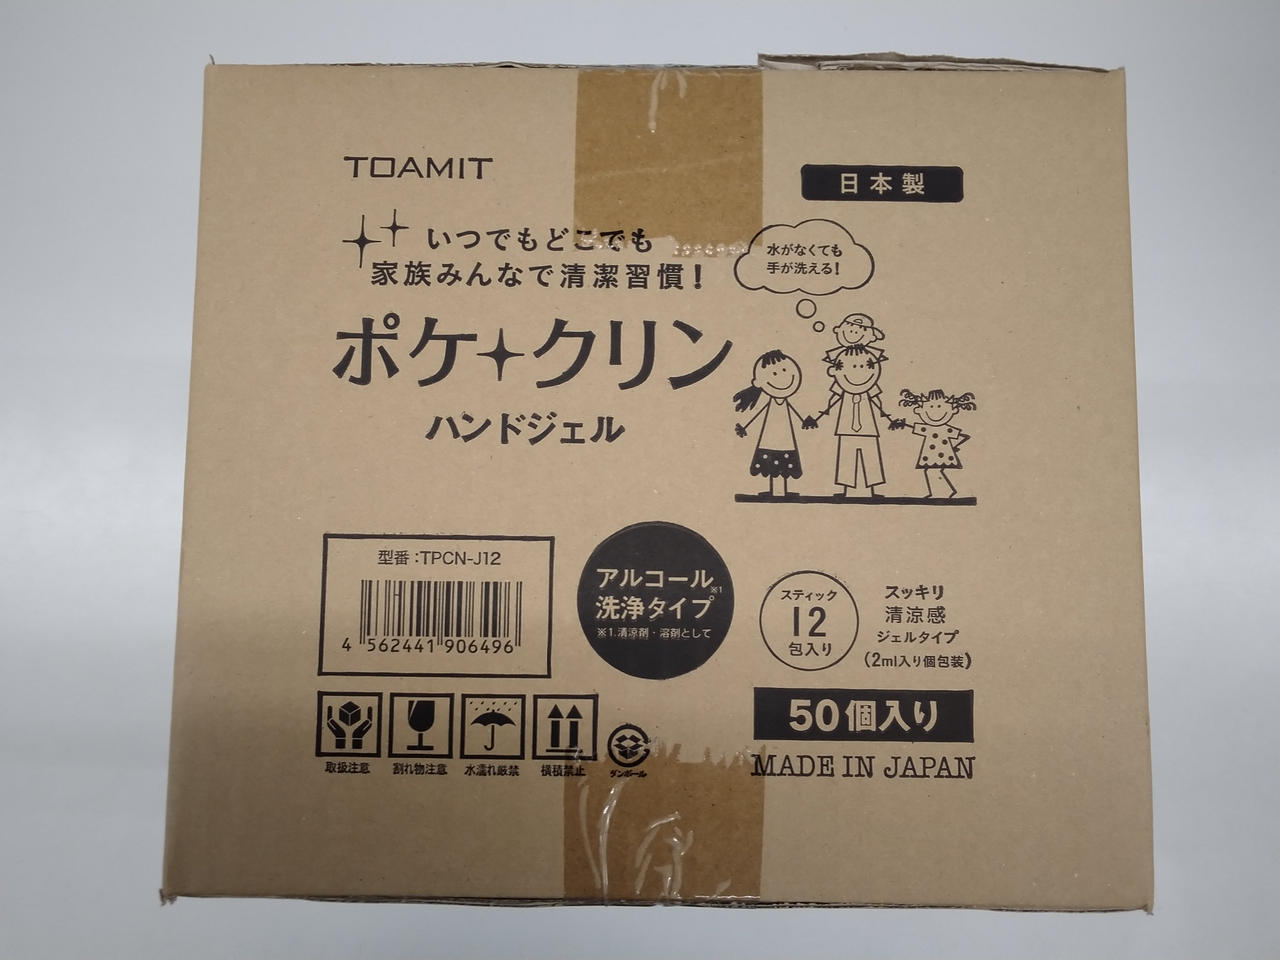 TOAMIT
日本製
いつでもどこでも
家族みんなで清潔習慣!
水がなくても
手が洗える!
ポケ クリン
ハンドジェル
型番:TPCN-J12
4 562441 906496
アルコール※1
洗浄タイプ
※1.清涼剤・溶剤として
スティック
12
包入り
スッキリ
清涼感
ジェルタイプ
(2ml入り個包装)
50個入り
MADE IN JAPAN
取扱注意
割れ物注意
水濡れ厳禁
横積禁止
ダンボール